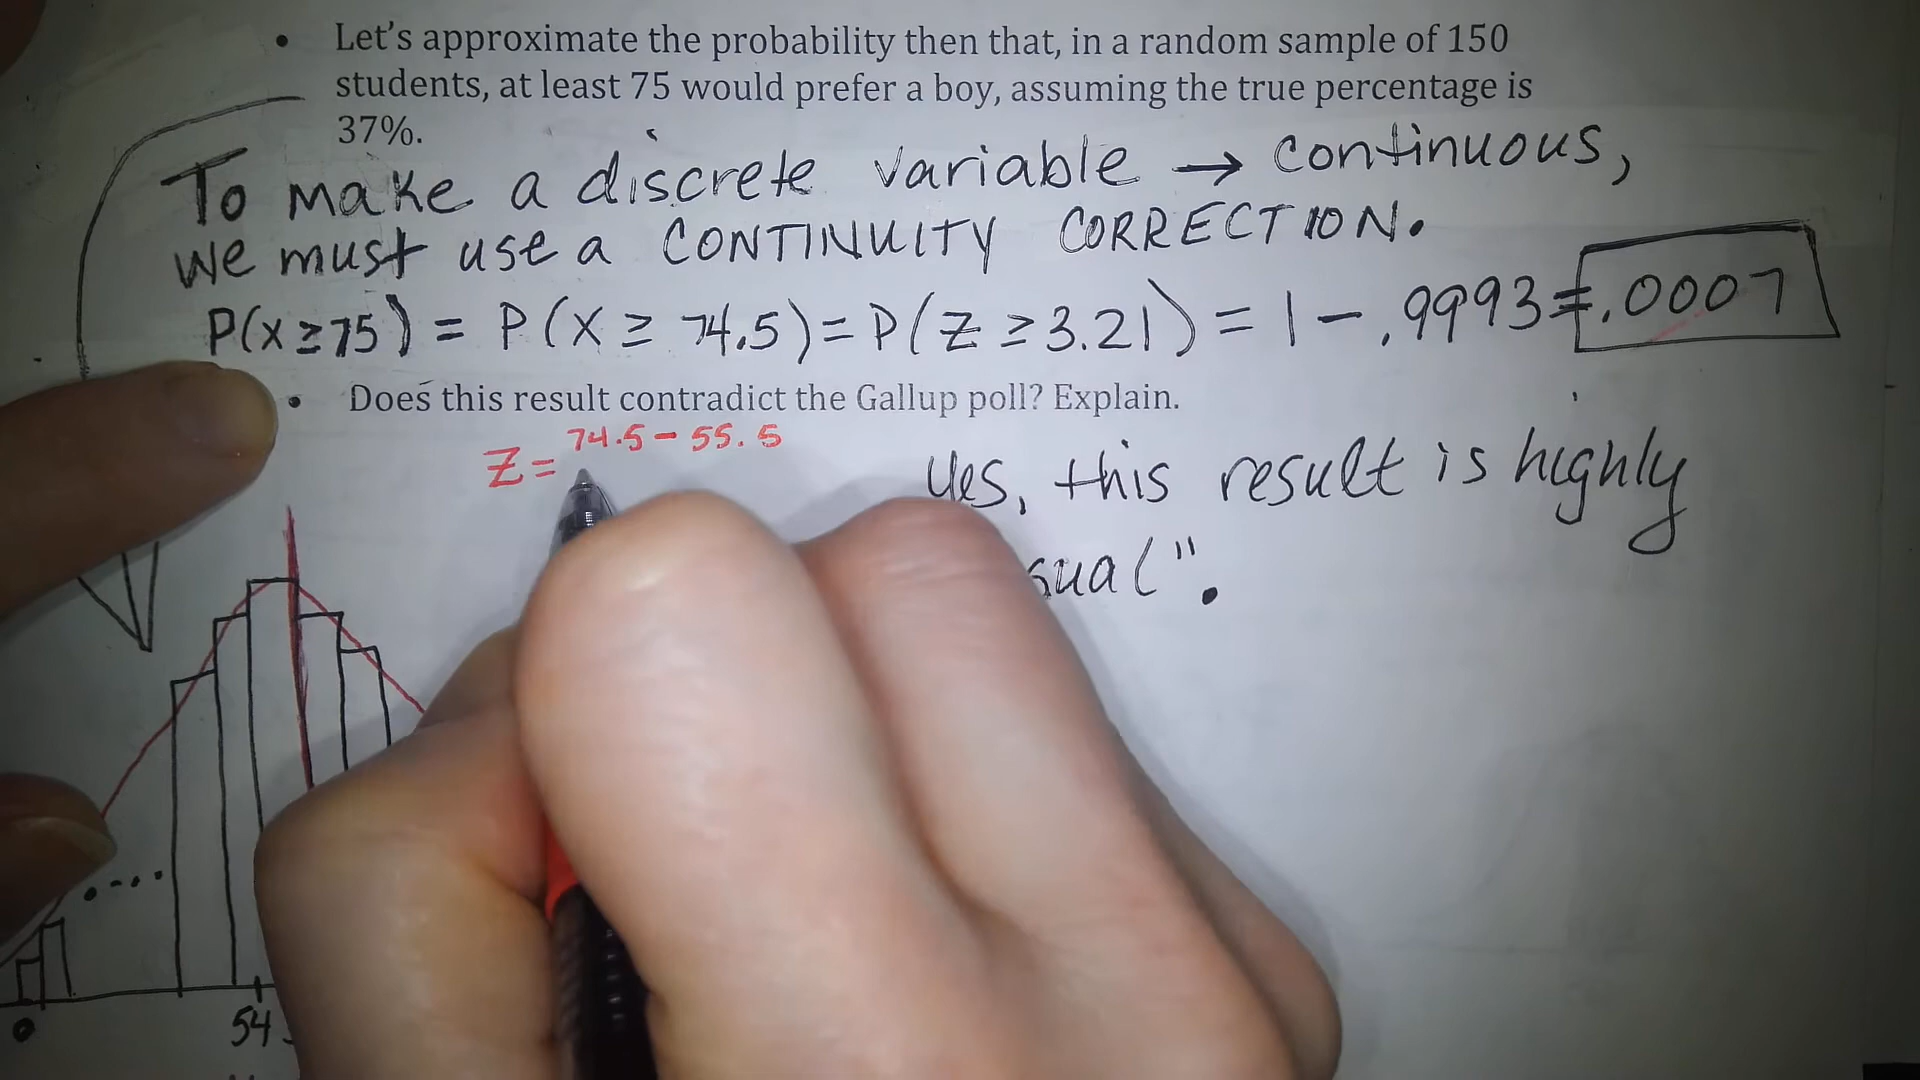 • Let's approximate the probability then that, in a random sample of 150
students, at least 75 would prefer a boy, assuming the true percentage is
37%.
To make a discrete variable → continuous,
we must use a CONTINUITY CORRECTION.
P(x≥75) = P(X ≥ 74.5) = P(Z ≥ 3.21) = 1 - .9993 = .0007
• Does this result contradict the Gallup poll? Explain.
Z = 74.5 - 55.5
Yes, this result is highly
sual".
0
54